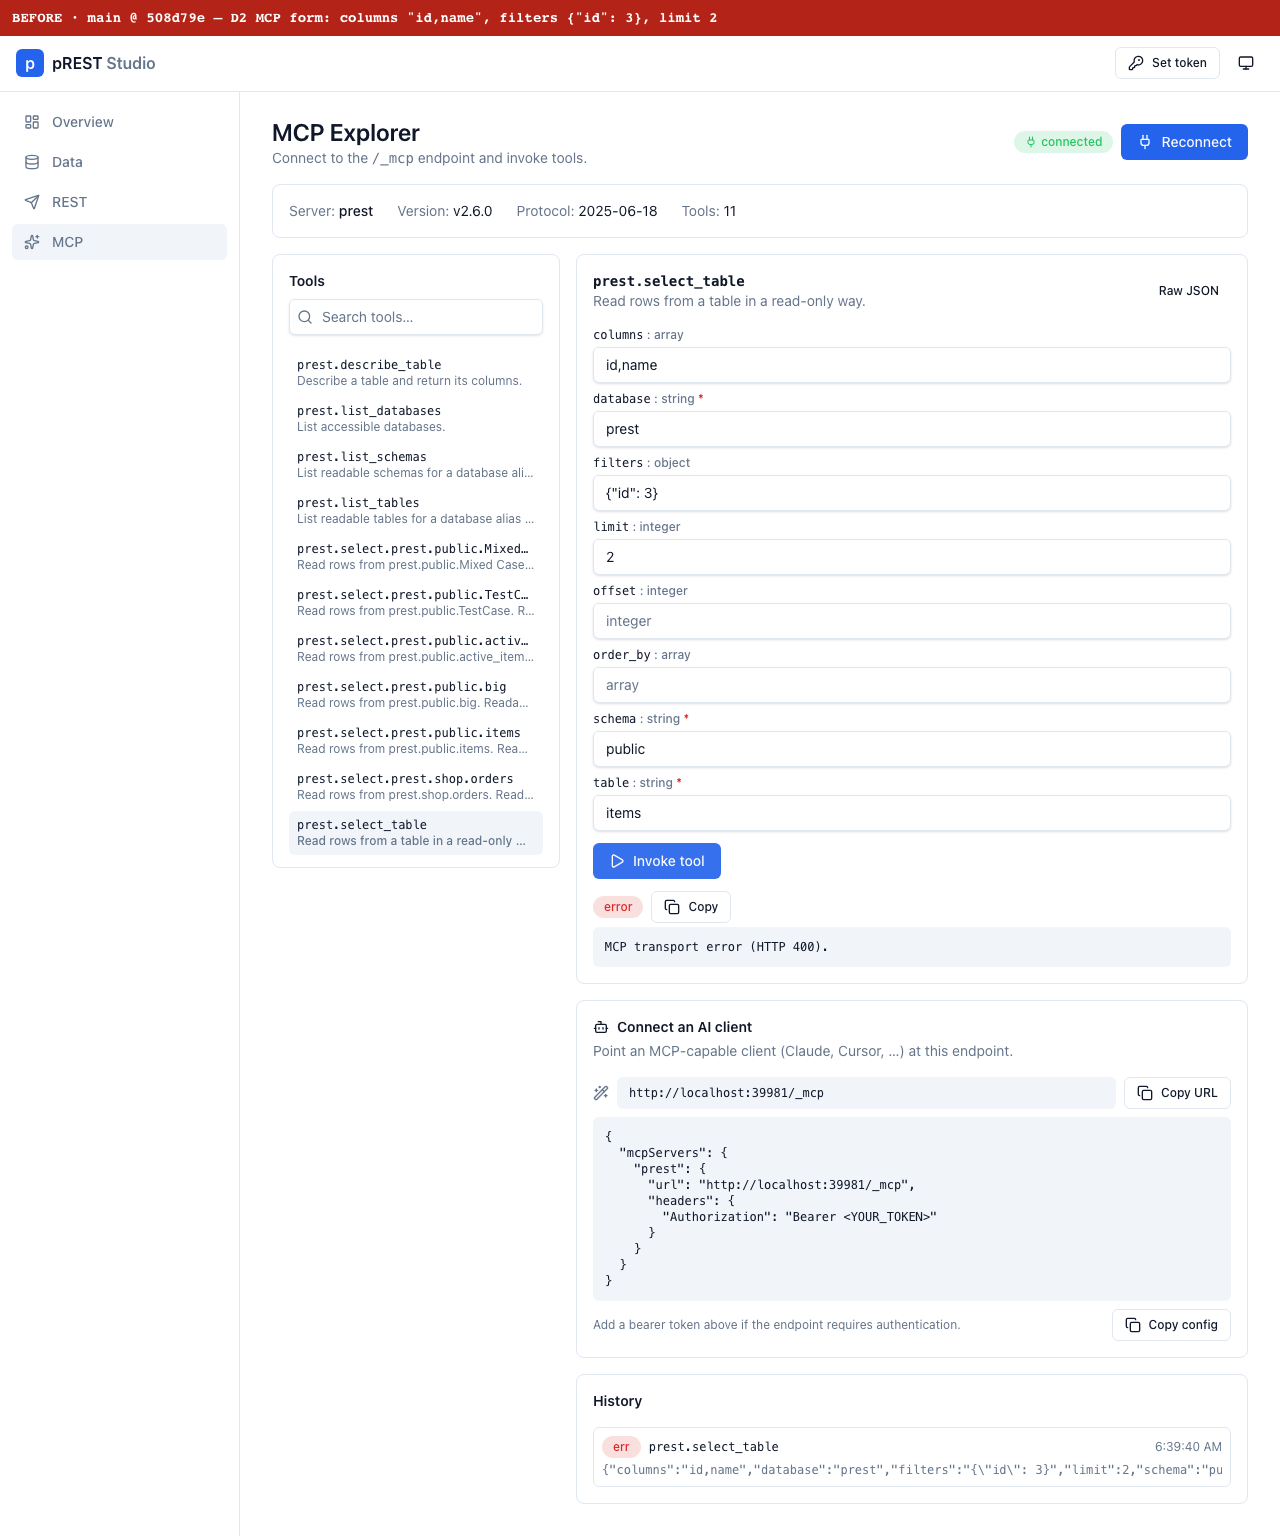 BEFORE · main @ 508d79e — D2 MCP form: columns "id,name", filters {"id": 3}, limit 2
p pREST Studio
Set token
Overview
Data
REST
MCP
MCP Explorer
Connect to the /_mcp endpoint and invoke tools.
connected
Reconnect
Server: prest Version: v2.6.0 Protocol: 2025-06-18 Tools: 11
Tools
Search tools...
prest.describe_table
Describe a table and return its columns.
prest.list_databases
List accessible databases.
prest.list_schemas
List readable schemas for a database ali...
prest.list_tables
List readable tables for a database alias ...
prest.select.prest.public.Mixed…
Read rows from prest.public.Mixed Case...
prest.select.prest.public.TestC…
Read rows from prest.public.TestCase. R...
prest.select.prest.public.activ…
Read rows from prest.public.active_item...
prest.select.prest.public.big
Read rows from prest.public.big. Reada...
prest.select.prest.public.items
Read rows from prest.public.items. Rea...
prest.select.prest.shop.orders
Read rows from prest.shop.orders. Read...
prest.select_table
Read rows from a table in a read-only ...
prest.select_table
Read rows from a table in a read-only way.
Raw JSON
columns : array
id,name
database : string *
prest
filters : object
{"id": 3}
limit : integer
2
offset : integer
integer
order_by : array
array
schema : string *
public
table : string *
items
Invoke tool
error
Copy
MCP transport error (HTTP 400).
Connect an AI client
Point an MCP-capable client (Claude, Cursor, ...) at this endpoint.
http://localhost:39981/_mcp
Copy URL
{
"mcpServers": {
"prest": {
"url": "http://localhost:39981/_mcp",
"headers": {
"Authorization": "Bearer <YOUR_TOKEN>"
}
}
}
}
Add a bearer token above if the endpoint requires authentication.
Copy config
History
err prest.select_table 6:39:40 AM
{"columns":"id,name","database":"prest","filters":"{\"id\": 3}","limit":2,"schema":"pu